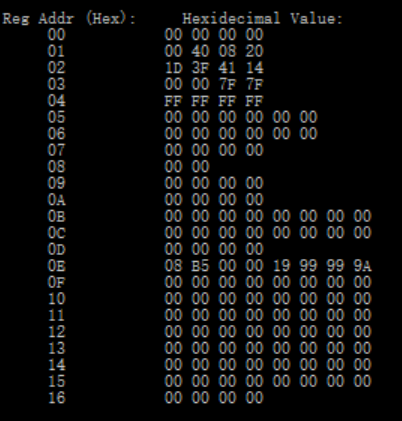 Reg Addr (Hex): Hexidecimal Value:
00 00 00 00 00
01 00 40 08 20
02 1D 3F 41 14
03 00 00 7F 7F
04 FF FF FF FF
05 00 00 00 00 00 00
06 00 00 00 00 00 00
07 00 00 00 00
08 00 00
09 00 00 00 00
0A 00 00 00 00
0B 00 00 00 00 00 00 00 00
0C 00 00 00 00 00 00 00 00
0D 00 00 00 00
0E 08 B5 00 00 19 99 99 9A
0F 00 00 00 00 00 00 00 00
10 00 00 00 00 00 00 00 00
11 00 00 00 00 00 00 00 00
12 00 00 00 00 00 00 00 00
13 00 00 00 00 00 00 00 00
14 00 00 00 00 00 00 00 00
15 00 00 00 00 00 00 00 00
16 00 00 00 00